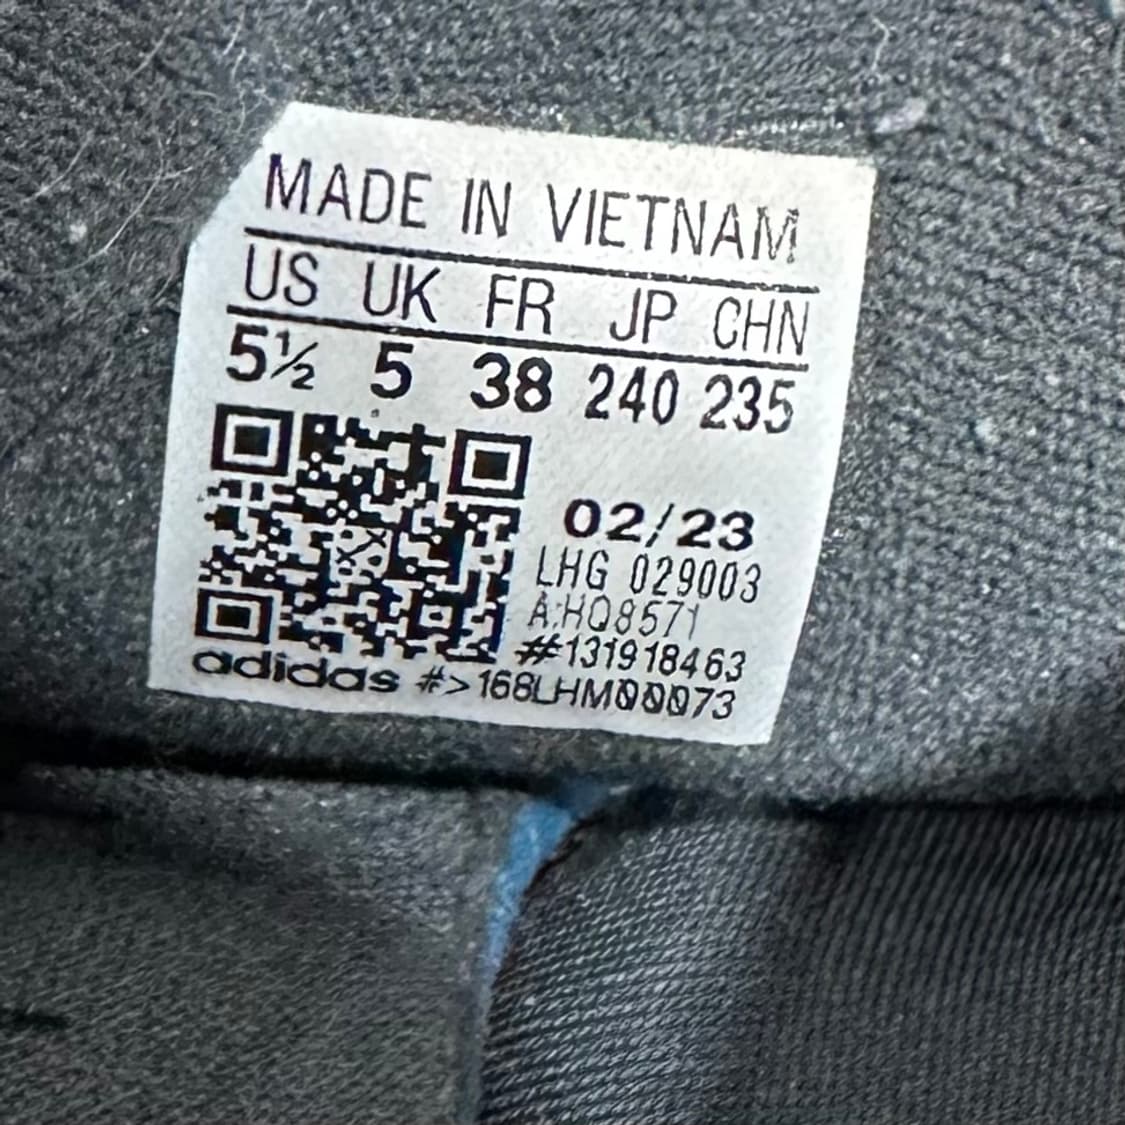 MADE IN VIETNAM
US UK FR JP CHN
5½ 5 38 240 235
02/23
LHG 029003
A:HQ8571
#131918463
adidas #>168LHM00073